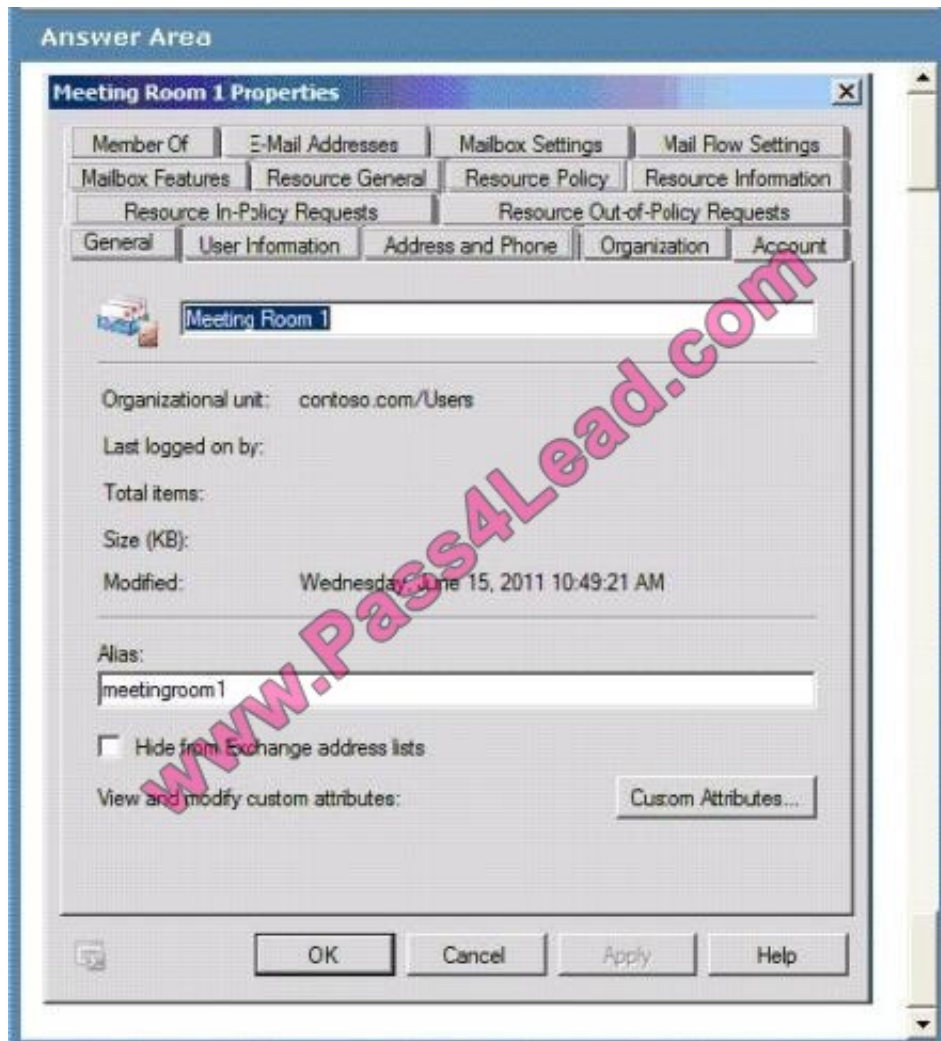 Answer Area
Meeting Room 1 Properties
Member Of E-Mail Addresses Mailbox Settings Mail Flow Settings
Mailbox Features Resource General Resource Policy Resource Information
Resource In-Policy Requests Resource Out-of-Policy Requests
General User Information Address and Phone Organization Account
Meeting Room 1
Organizational unit: contoso.com/Users
Last logged on by:
Total items:
Size (KB):
Modified: Wednesday, June 15, 2011 10:49:21 AM
Alias:
meetingroom1
Hide from Exchange address lists
View and modify custom attributes: Custom Attributes...
OK Cancel Apply Help
www.Pass4Lead.com